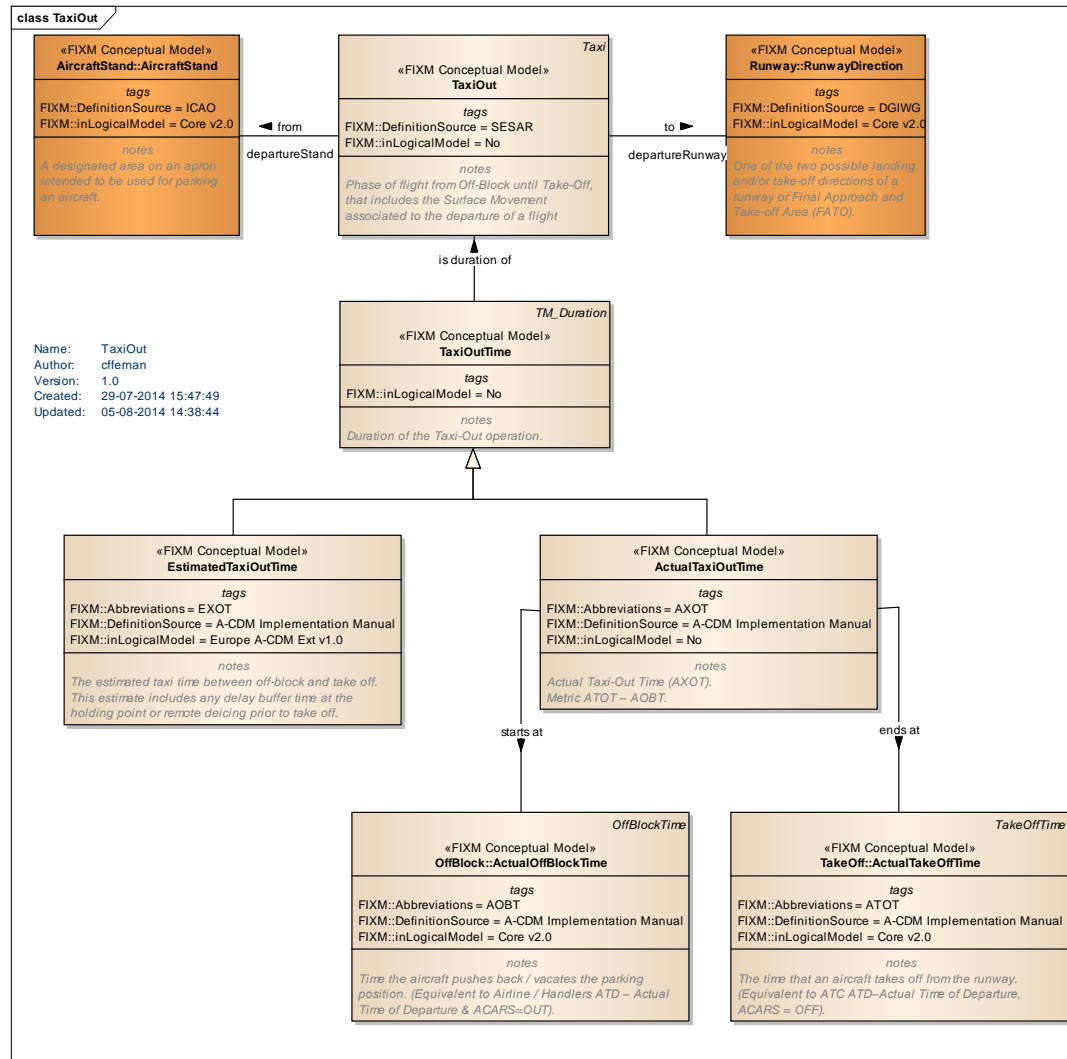 class TaxiOut
«FIXM Conceptual Model»
AircraftStand::AircraftStand
tags
FIXM::DefinitionSource = ICAO
FIXM::inLogicalModel = Core v2.0
notes
A designated area on an apron
intended to be used for parking
an aircraft.
from
departureStand
Taxi
«FIXM Conceptual Model»
TaxiOut
tags
FIXM::DefinitionSource = SESAR
FIXM::inLogicalModel = No
notes
Phase of flight from Off-Block until Take-Off,
that includes the Surface Movement
associated to the departure of a flight
to
departureRunway
«FIXM Conceptual Model»
Runway::RunwayDirection
tags
FIXM::DefinitionSource = DGIWG
FIXM::inLogicalModel = Core v2.0
notes
One of the two possible landing
and/or take-off directions of a
runway or Final Approach and
Take-off Area (FATO).
is duration of
TM_Duration
«FIXM Conceptual Model»
TaxiOutTime
tags
FIXM::inLogicalModel = No
notes
Duration of the Taxi-Out operation.
Name: TaxiOut
Author: cffernan
Version: 1.0
Created: 29-07-2014 15:47:49
Updated: 05-08-2014 14:38:44
«FIXM Conceptual Model»
EstimatedTaxiOutTime
tags
FIXM::Abbreviations = EXOT
FIXM::DefinitionSource = A-CDM Implementation Manual
FIXM::inLogicalModel = Europe A-CDM Ext v1.0
notes
The estimated taxi time between off-block and take off.
This estimate includes any delay buffer time at the
holding point or remote deicing prior to take off.
«FIXM Conceptual Model»
ActualTaxiOutTime
tags
FIXM::Abbreviations = AXOT
FIXM::DefinitionSource = A-CDM Implementation Manual
FIXM::inLogicalModel = No
notes
Actual Taxi-Out Time (AXOT).
Metric ATOT – AOBT.
starts at
ends at
OffBlockTime
«FIXM Conceptual Model»
OffBlock::ActualOffBlockTime
tags
FIXM::Abbreviations = AOBT
FIXM::DefinitionSource = A-CDM Implementation Manual
FIXM::inLogicalModel = Core v2.0
notes
Time the aircraft pushes back / vacates the parking
position. (Equivalent to Airline / Handlers ATD – Actual
Time of Departure & ACARS=OUT).
TakeOffTime
«FIXM Conceptual Model»
TakeOff::ActualTakeOffTime
tags
FIXM::Abbreviations = ATOT
FIXM::DefinitionSource = A-CDM Implementation Manual
FIXM::inLogicalModel = Core v2.0
notes
The time that an aircraft takes off from the runway.
(Equivalent to ATC ATD–Actual Time of Departure,
ACARS = OFF).